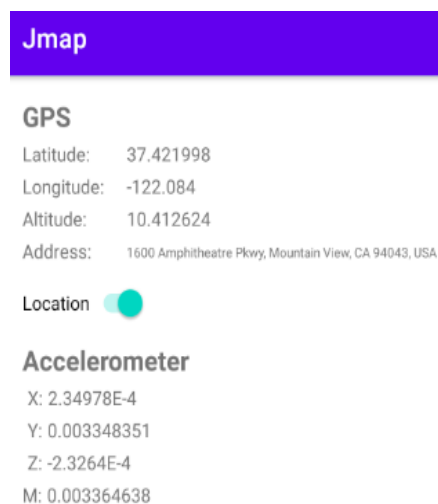 Jmap
GPS
Latitude: 37.421998
Longitude: -122.084
Altitude: 10.412624
Address: 1600 Amphitheatre Pkwy, Mountain View, CA 94043, USA
Location
Accelerometer
X: 2.34978E-4
Y: 0.003348351
Z: -2.3264E-4
M: 0.003364638